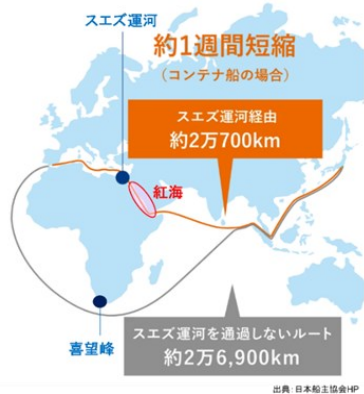 スエズ運河
約1週間短縮
（コンテナ船の場合）
スエズ運河経由
約2万700km
紅海
喜望峰
スエズ運河を通過しないルート
約2万6,900km
出典：日本船主協会HP